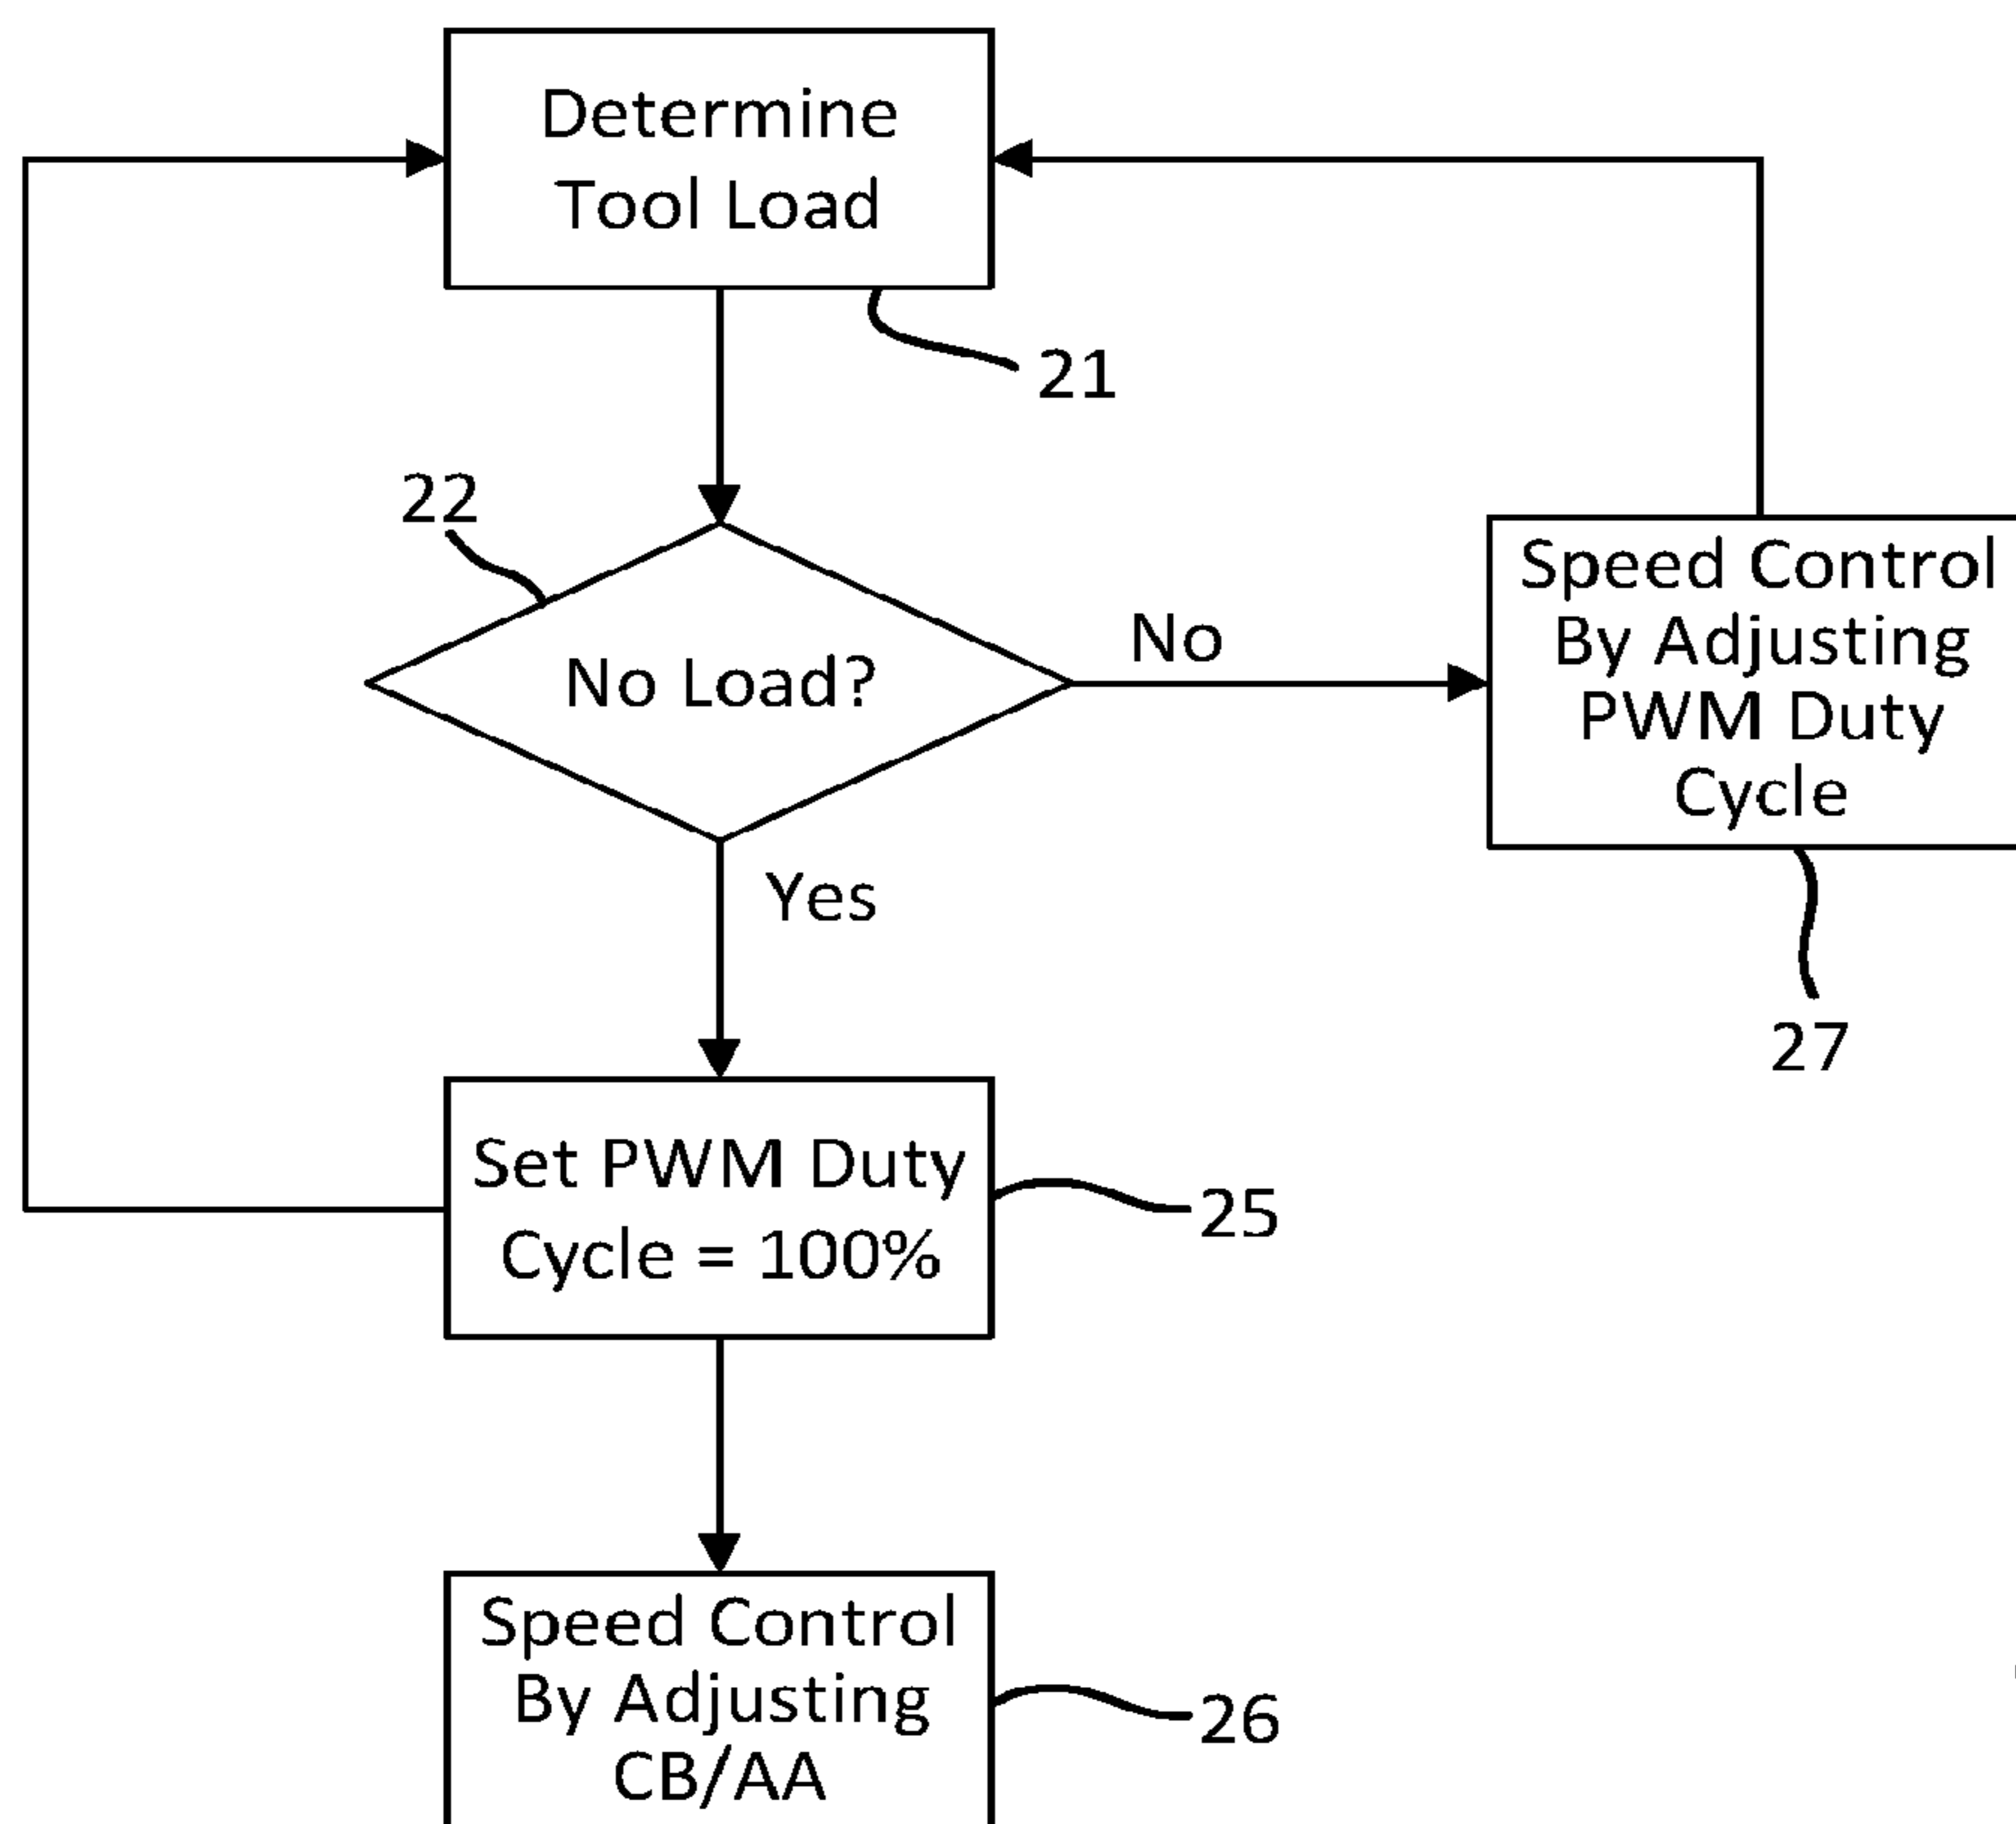 Determine
Tool Load
21
22
No Load?
No
Speed Control
By Adjusting
PWM Duty
Cycle
27
Yes
Set PWM Duty
Cycle = 100%
25
Speed Control
By Adjusting
CB/AA
26